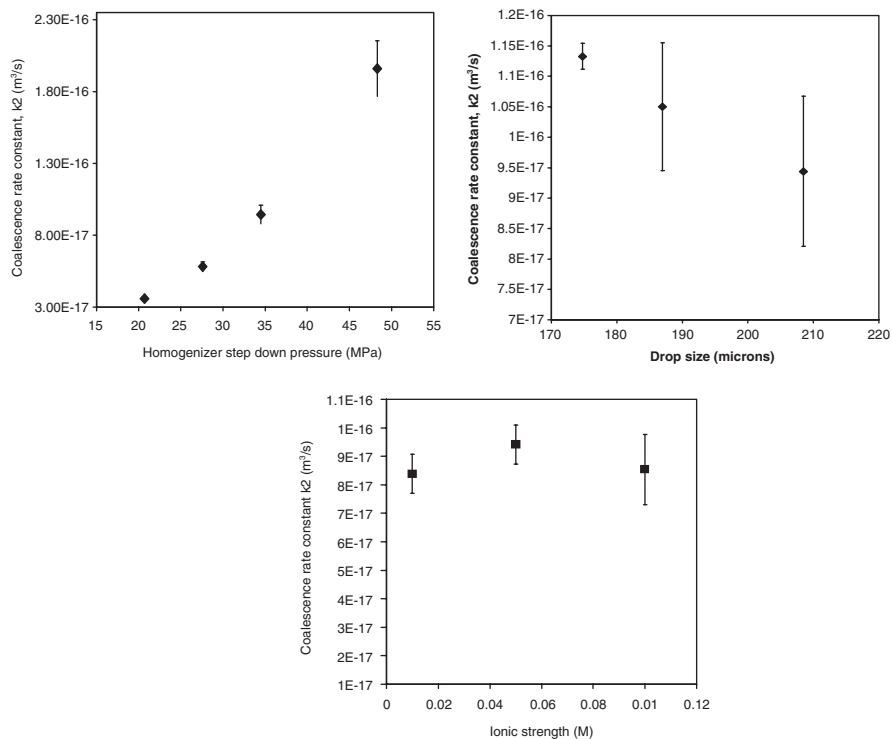 2.30E-16
1.80E-16
1.30E-16
8.00E-17
3.00E-17
15 20 25 30 35 40 45 50 55
Coalescence rate constant, k2 (m³/s)
Homogenizer step down pressure (MPa)
1.2E-16
1.15E-16
1.1E-16
1.05E-16
1E-16
9.5E-17
9E-17
8.5E-17
8E-17
7.5E-17
7E-17
170 180 190 200 210 220
Coalescence rate constant, k2 (m³/s)
Drop size (microns)
1.1E-16
1E-16
9E-17
8E-17
7E-17
6E-17
5E-17
4E-17
3E-17
2E-17
1E-17
0 0.02 0.04 0.06 0.08 0.01 0.12
Coalescence rate constant k2 (m³/s)
Ionic strength (M)